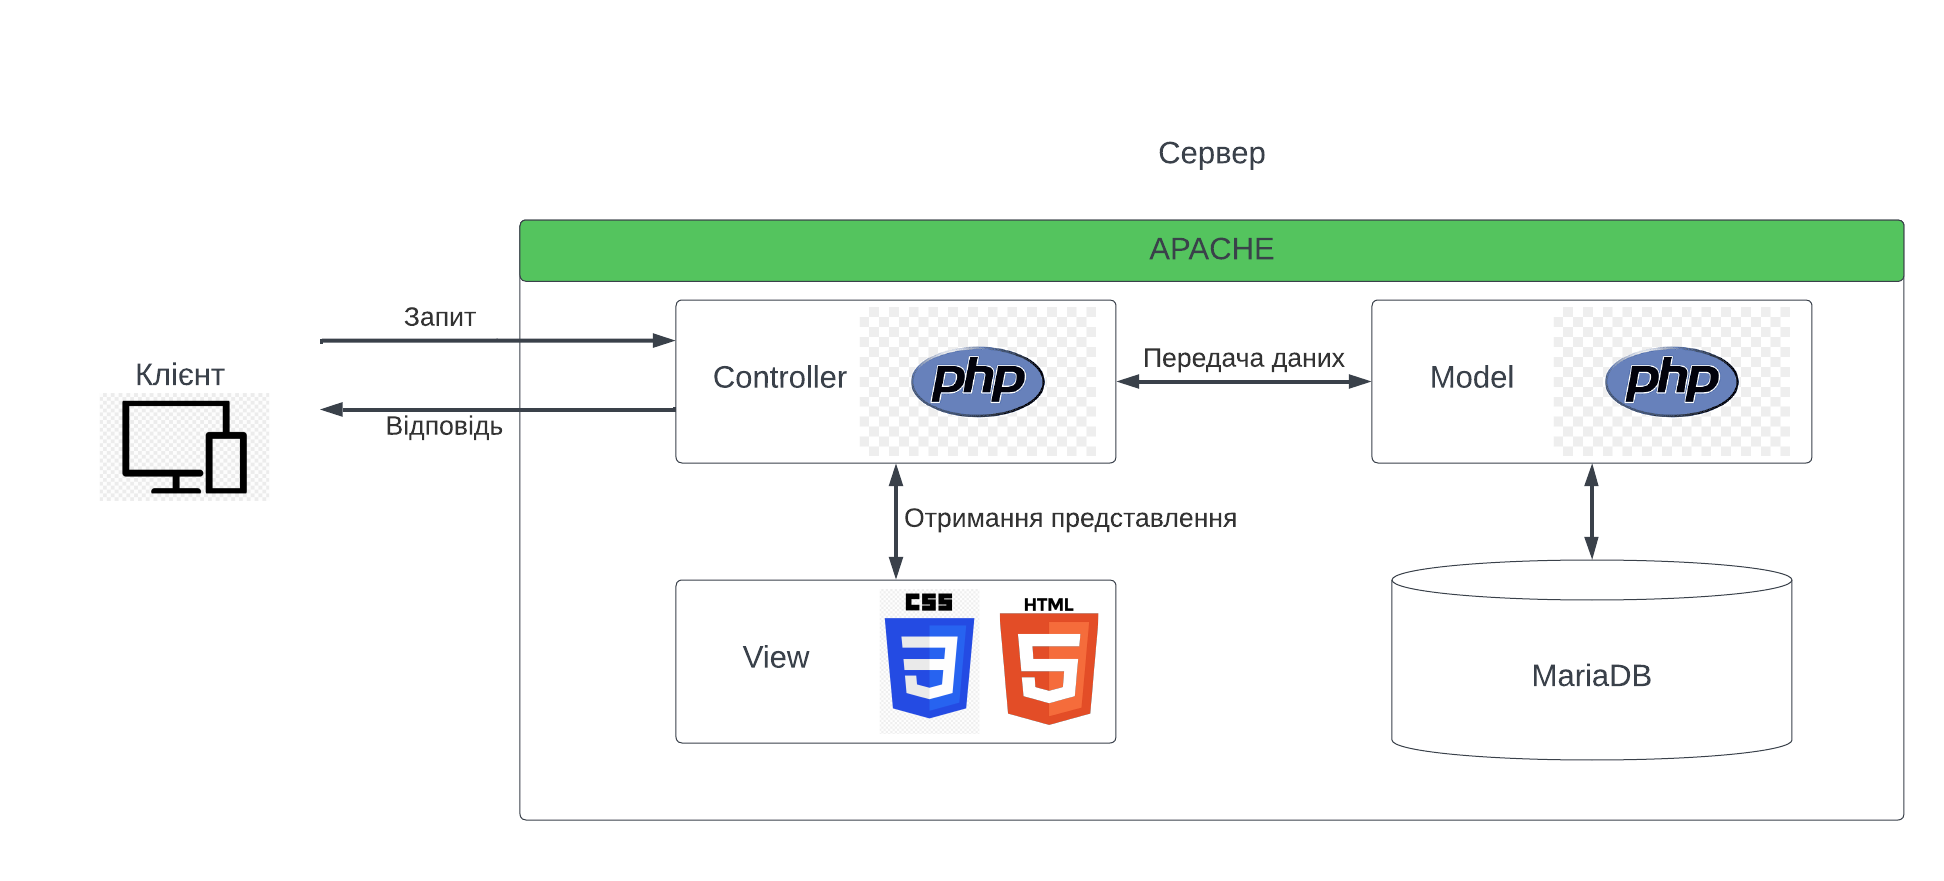 Сервер
APACHE
Запит
Клієнт
Відповідь
Controller
php
Передача даних
Model
php
Отримання представлення
View
CSS
HTML
MariaDB